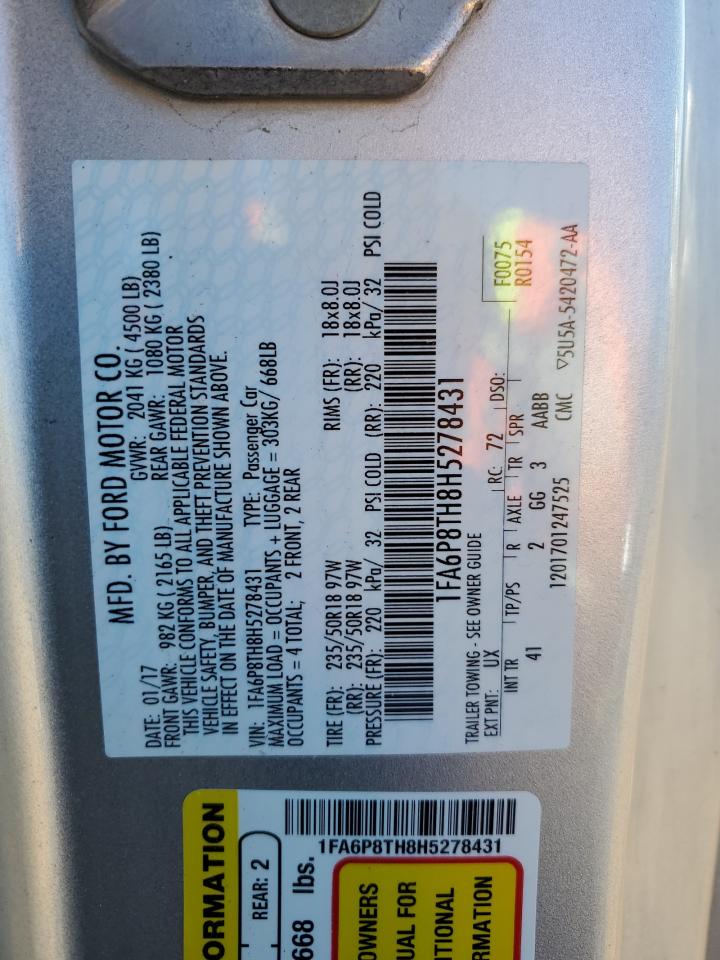 MFD. BY FORD MOTOR CO.
DATE: 01/17 GVWR: 2041 KG ( 4500 LB)
FRONT GAWR: 982 KG ( 2165 LB) REAR GAWR: 1080 KG ( 2380 LB)
THIS VEHICLE CONFORMS TO ALL APPLICABLE FEDERAL MOTOR
VEHICLE SAFETY, BUMPER, AND THEFT PREVENTION STANDARDS
IN EFFECT ON THE DATE OF MANUFACTURE SHOWN ABOVE.
VIN: 1FA6P8TH8H5278431 TYPE: Passenger Car
MAXIMUM LOAD = OCCUPANTS + LUGGAGE = 303KG/ 668LB
OCCUPANTS = 4 TOTAL; 2 FRONT, 2 REAR
TIRE (FR): 235/50R18 97W RIMS (FR): 18x8.0J
(RR): 235/50R18 97W (RR): 18x8.0J
PRESSURE (FR): 220 kPa/ 32 PSI COLD (RR): 220 kPa/ 32 PSI COLD
1FA6P8TH8H5278431
TRAILER TOWING - SEE OWNER GUIDE
EXT PNT: UX RC: 72 DSO:
F0075
R0154
INT TR TP/PS R AXLE TR SPR
41 2 GG 3 AABB
1201701247525 CMC ▽5U5A-5420472-AA
ORMATION
REAR: 2
668 lbs.
1FA6P8TH8H5278431
OWNERS
UAL FOR
ITIONAL
RMATION